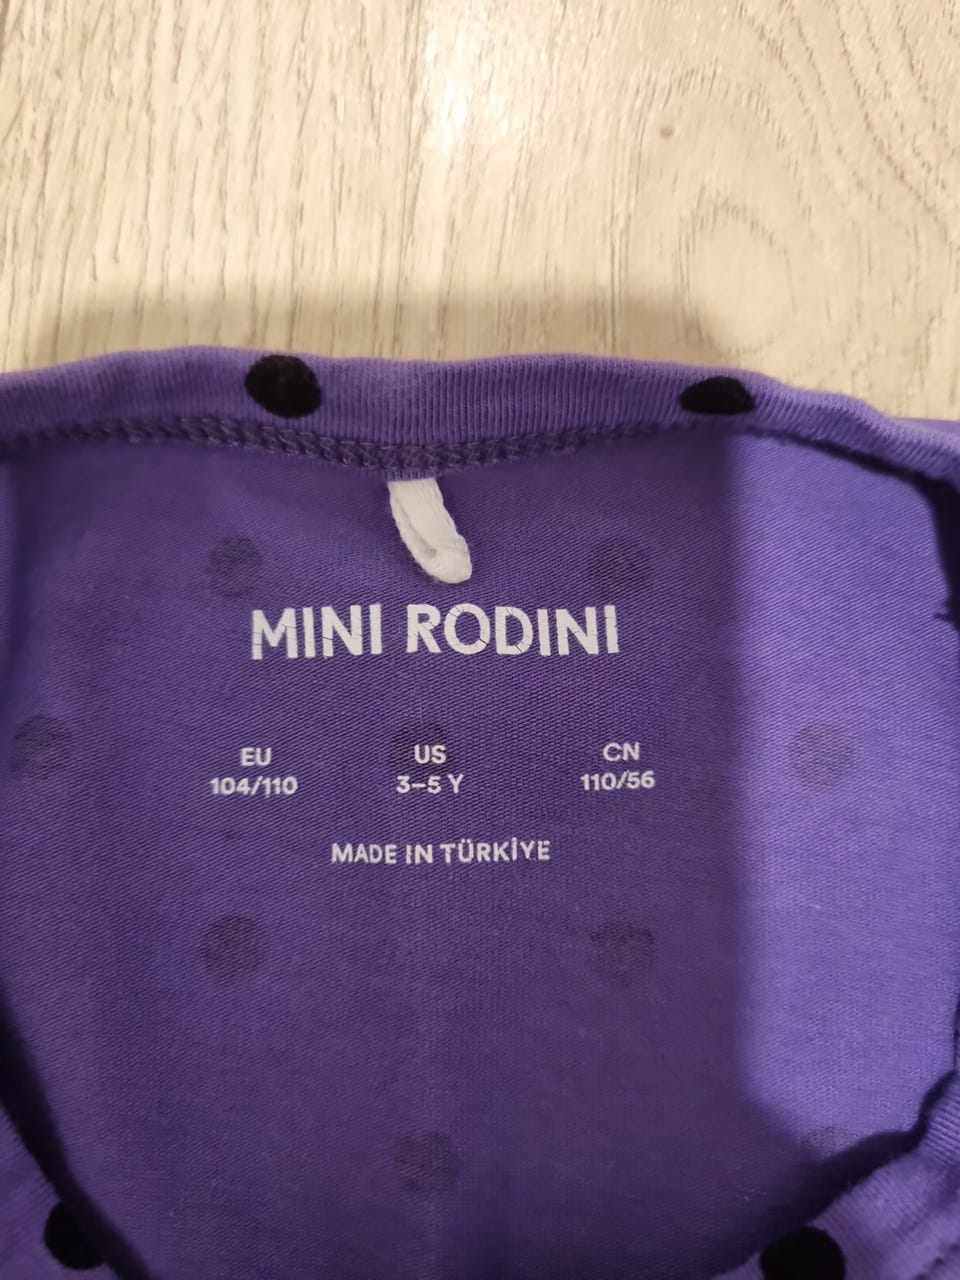 MINI RODINI
EU US CN
104/110 3–5 Y 110/56
MADE IN TÜRKİYE